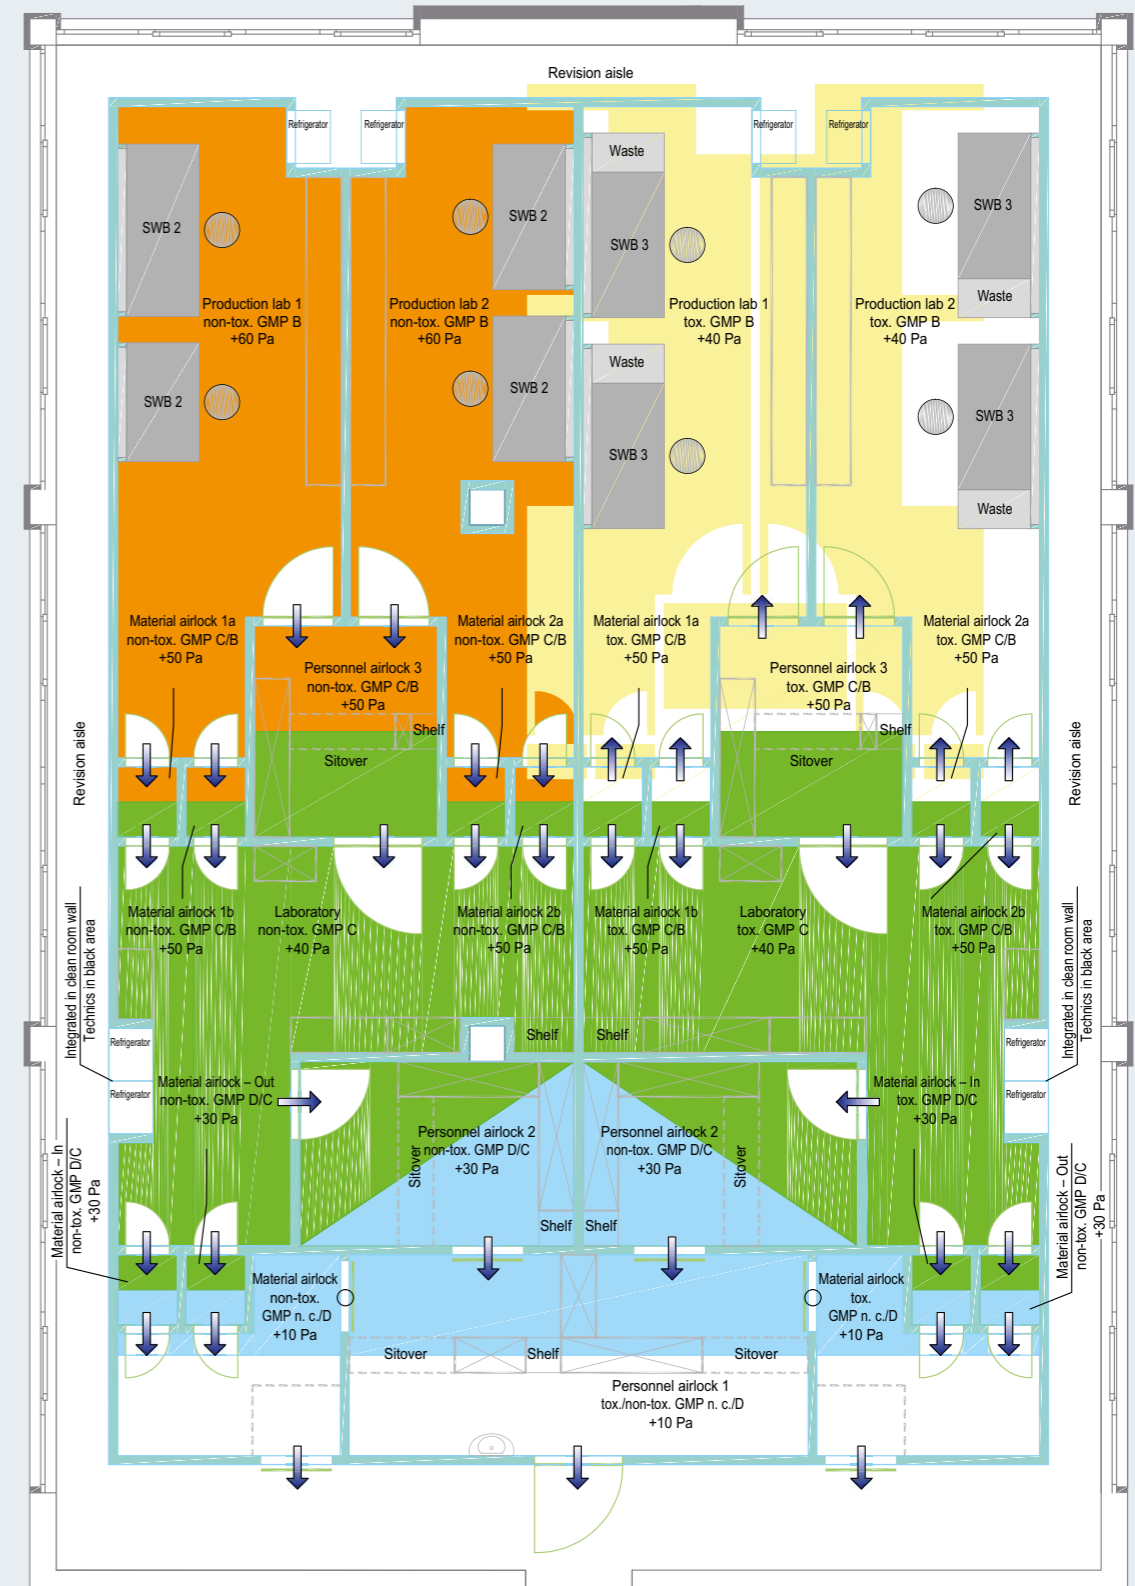 Revision aisle
Refrigerator
Refrigerator
Refrigerator
Refrigerator
Waste
SWB 2
SWB 2
SWB 3
SWB 3
Waste
Production lab 1
non-tox. GMP B
+60 Pa
Production lab 2
non-tox. GMP B
+60 Pa
Production lab 1
tox. GMP B
+40 Pa
Production lab 2
tox. GMP B
+40 Pa
Waste
SWB 2
SWB 2
SWB 3
SWB 3
Waste
Material airlock 1a
non-tox. GMP C/B
+50 Pa
Personnel airlock 3
non-tox. GMP C/B
+50 Pa
Material airlock 2a
non-tox. GMP C/B
+50 Pa
Material airlock 1a
tox. GMP C/B
+50 Pa
Personnel airlock 3
tox. GMP C/B
+50 Pa
Material airlock 2a
tox. GMP C/B
+50 Pa
Shelf
Sitover
Shelf
Sitover
Revision aisle
Revision aisle
Material airlock 1b
non-tox. GMP C/B
+50 Pa
Laboratory
non-tox. GMP C
+40 Pa
Material airlock 2b
non-tox. GMP C/B
+50 Pa
Material airlock 1b
tox. GMP C/B
+50 Pa
Laboratory
tox. GMP C
+40 Pa
Material airlock 2b
tox. GMP C/B
+50 Pa
Integrated in clean room wall
Technics in black area
Integrated in clean room wall
Technics in black area
Shelf
Shelf
Refrigerator
Refrigerator
Refrigerator
Refrigerator
Material airlock – Out
non-tox. GMP D/C
+30 Pa
Material airlock – In
tox. GMP D/C
+30 Pa
Personnel airlock 2
non-tox. GMP D/C
+30 Pa
Personnel airlock 2
non-tox. GMP D/C
+30 Pa
Sitover
Sitover
Material airlock – In
non-tox. GMP D/C
+30 Pa
Material airlock – Out
non-tox. GMP D/C
+30 Pa
Shelf
Shelf
Material airlock
non-tox.
GMP n. c./D
+10 Pa
Material airlock
tox.
GMP n. c./D
+10 Pa
Sitover
Shelf
Sitover
Personnel airlock 1
tox./non-tox. GMP n. c./D
+10 Pa